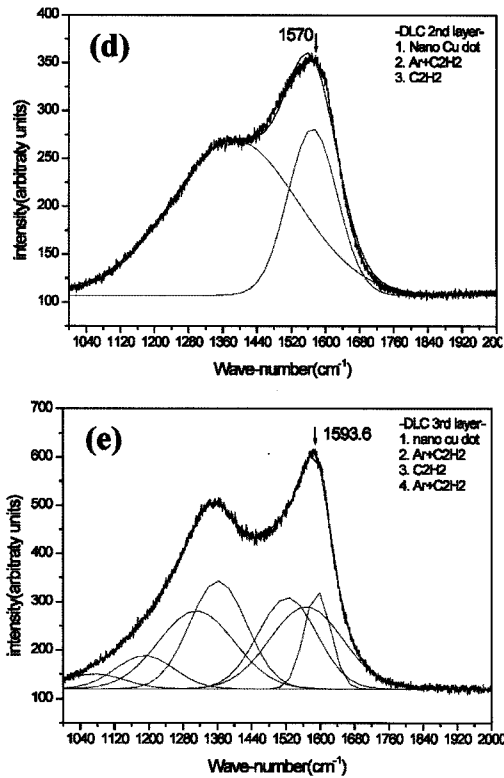 (d)
1570
-DLC 2nd layer-
1. Nano Cu dot
2. Ar+C2H2
3. C2H2
intensity(arbitraty units)
400
350
300
250
200
150
100
1040 1120 1200 1280 1360 1440 1520 1600 1680 1760 1840 1920 200
Wave-number(cm-1)
(e)
1593.6
-DLC 3rd layer-
1. nano cu dot
2. Ar+C2H2
3. C2H2
4. Ar+C2H2
intensity(arbitraty units)
700
600
500
400
300
200
100
1040 1120 1200 1280 1360 1440 1520 1600 1680 1760 1840 1920 2000
Wave-number(cm-1)